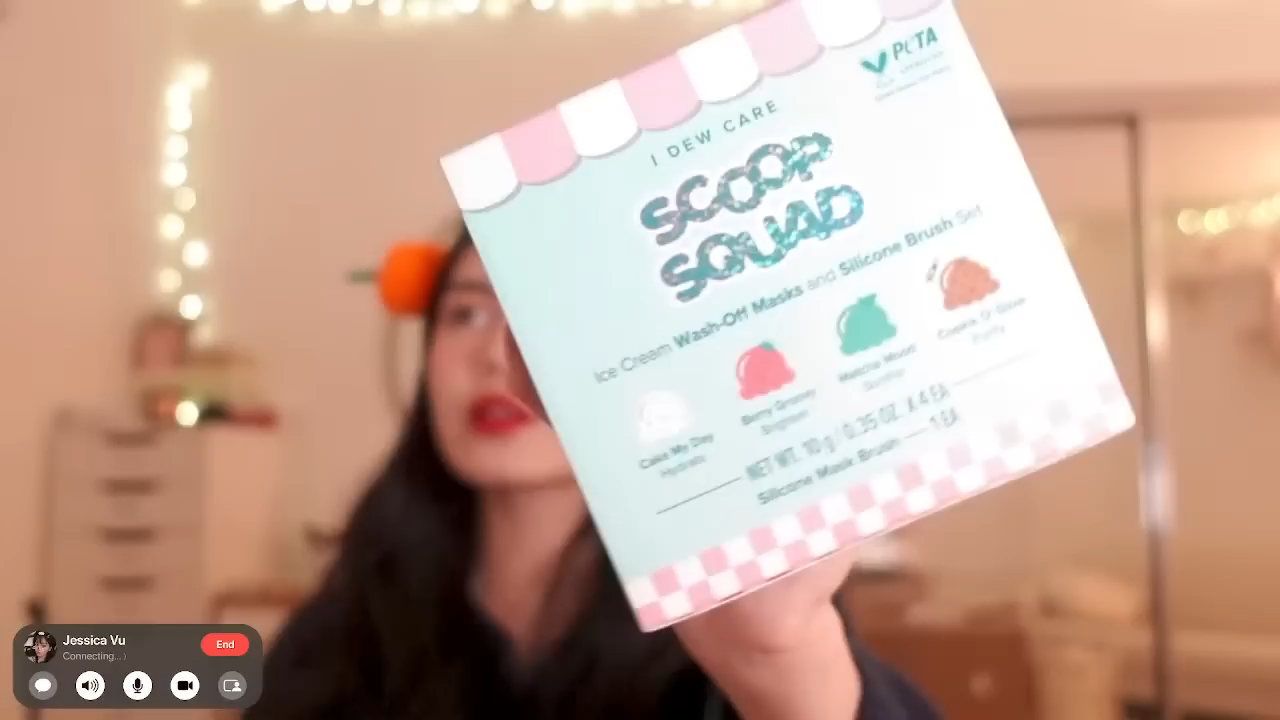 PETA
I DEW CARE
SCOOP
SQUAD
Ice Cream Wash-Off Masks and Silicone Brush Set
Cake My Day
Hydrate
Berry Groovy
Brighten
Matcha Mood
Soothe
Cookie O' Glow
Purify
NET WT. 10 g / 0.35 OZ. X 4 EA
Silicone Mask Brush — 1 EA
Jessica Vu
Connecting...
End